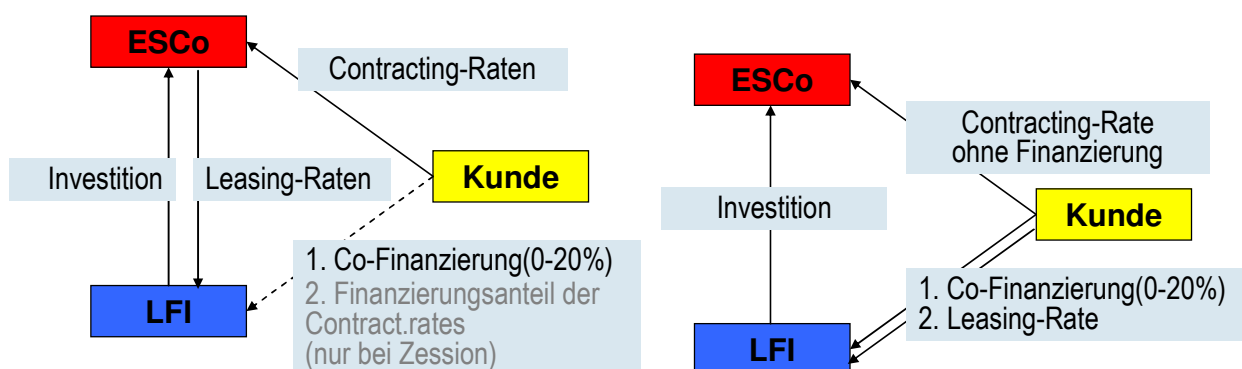 ESCo
Contracting-Raten
Investition
Leasing-Raten
Kunde
1. Co-Finanzierung(0-20%)
2. Finanzierungsanteil der
Contract.rates
(nur bei Zession)
LFI
ESCo
Contracting-Rate
ohne Finanzierung
Investition
Kunde
1. Co-Finanzierung(0-20%)
2. Leasing-Rate
LFI